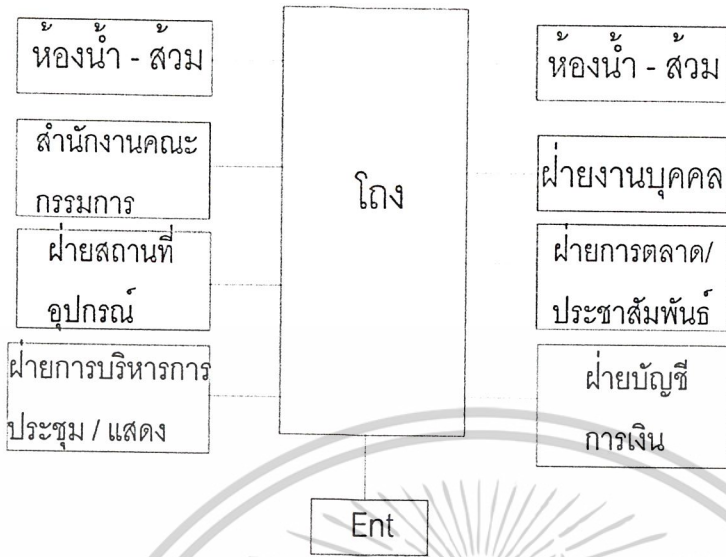 ห้องน้ำ - ส้วม
สำนักงานคณะ
กรรมการ
ฝ่ายสถานที่
อุปกรณ์
ฝ่ายการบริหารการ
ประชุม / แสดง
โถง
Ent
ห้องน้ำ - ส้วม
ฝ่ายงานบุคคล
ฝ่ายการตลาด/
ประชาสัมพันธ์
ฝ่ายบัญชี
การเงิน